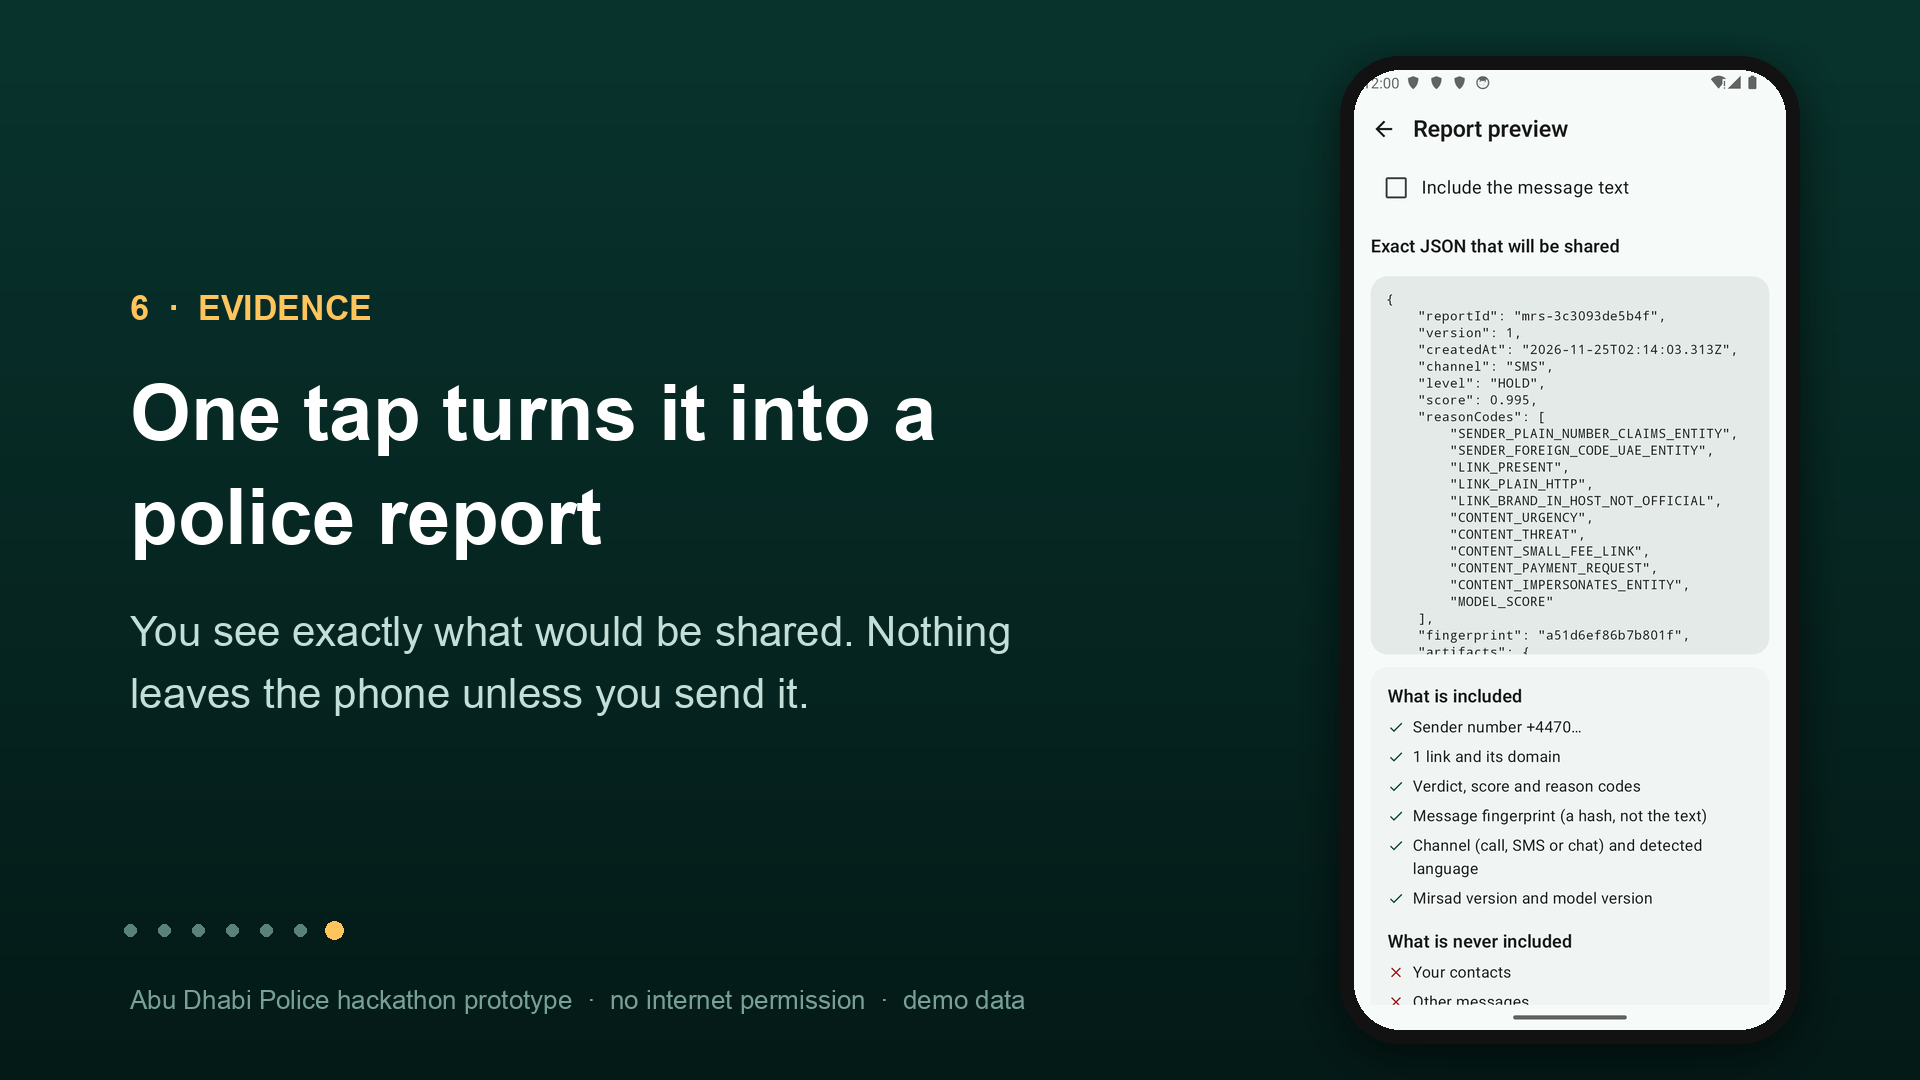 6 · EVIDENCE
One tap turns it into a
police report
You see exactly what would be shared. Nothing
leaves the phone unless you send it.
Abu Dhabi Police hackathon prototype · no internet permission · demo data
2:00
Report preview
Include the message text
Exact JSON that will be shared
{
"reportId": "mrs-3c3093de5b4f",
"version": 1,
"createdAt": "2026-11-25T02:14:03.313Z",
"channel": "SMS",
"level": "HOLD",
"score": 0.995,
"reasonCodes": [
"SENDER_PLAIN_NUMBER_CLAIMS_ENTITY",
"SENDER_FOREIGN_CODE_UAE_ENTITY",
"LINK_PRESENT",
"LINK_PLAIN_HTTP",
"LINK_BRAND_IN_HOST_NOT_OFFICIAL",
"CONTENT_URGENCY",
"CONTENT_THREAT",
"CONTENT_SMALL_FEE_LINK",
"CONTENT_PAYMENT_REQUEST",
"CONTENT_IMPERSONATES_ENTITY",
"MODEL_SCORE"
],
"fingerprint": "a51d6ef86b7b801f",
"artifacts": {
What is included
Sender number +4470…
1 link and its domain
Verdict, score and reason codes
Message fingerprint (a hash, not the text)
Channel (call, SMS or chat) and detected
language
Mirsad version and model version
What is never included
Your contacts
Other messages